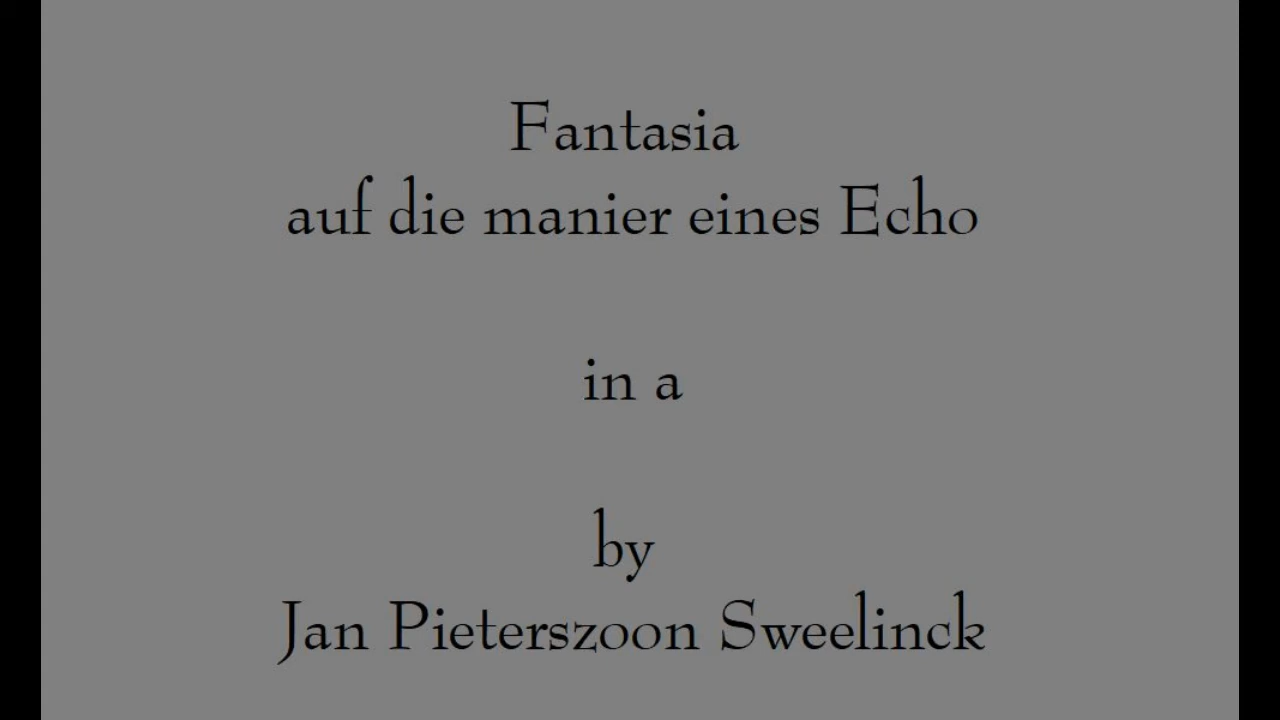 Fantasia
auf die manier eines Echo
in a
by
Jan Pieterszoon Sweelinck